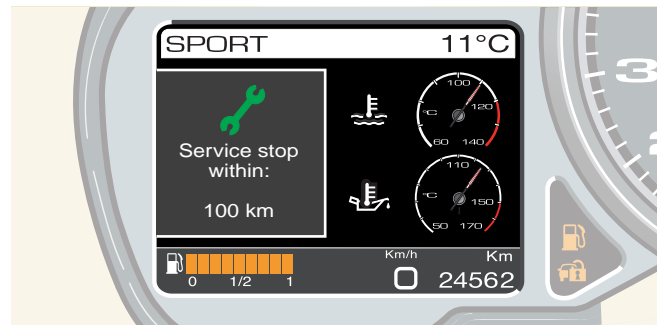 SPORT 11°C
Service stop
within:
100 km
100
120
°C
60 140
110
°C
150
50 170
0 1/2 1
Km/h
0
Km
24562
3